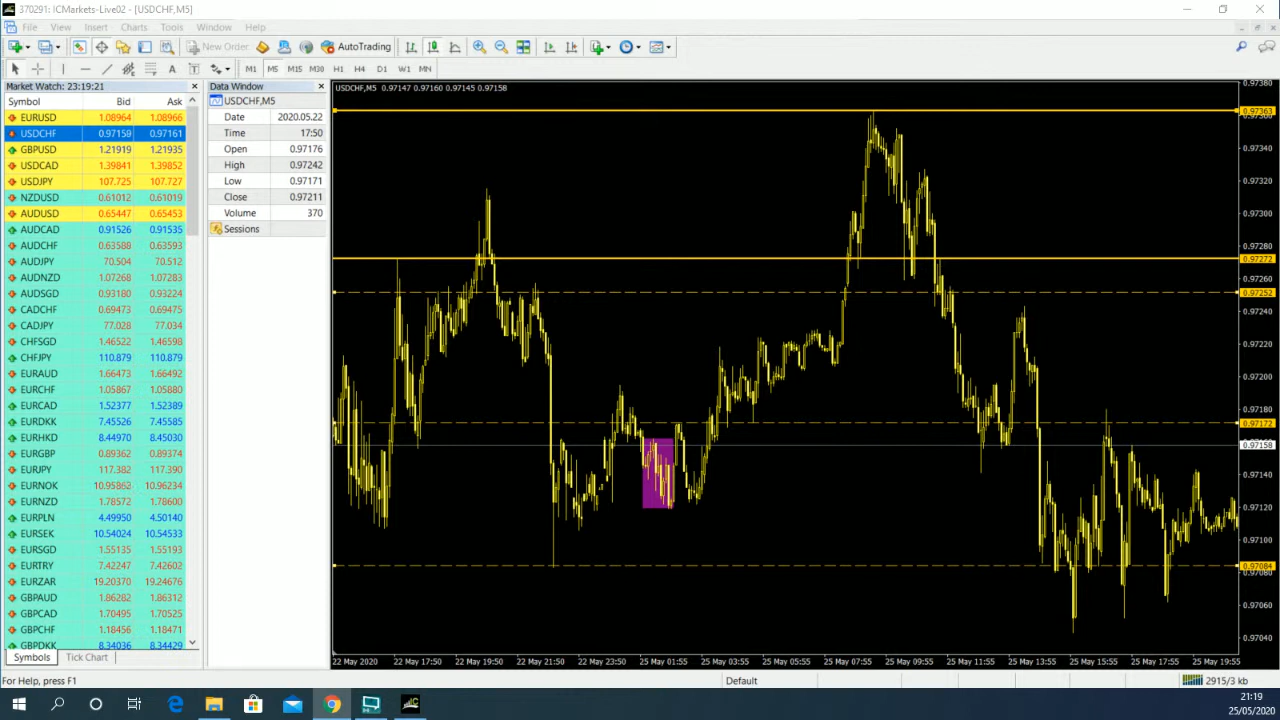 370291: ICMarkets-Live02 - [USDCHF,M5]
File View Insert Charts Tools Window Help
New Order AutoTrading
A T M1 M5 M15 M30 H1 H4 D1 W1 MN
Market Watch: 23:19:21
Symbol Bid Ask
EURUSD 1.08964 1.08966
USDCHF 0.97159 0.97161
GBPUSD 1.21919 1.21935
USDCAD 1.39841 1.39852
USDJPY 107.725 107.727
NZDUSD 0.61012 0.61019
AUDUSD 0.65447 0.65453
AUDCAD 0.91526 0.91535
AUDCHF 0.63588 0.63593
AUDJPY 70.504 70.512
AUDNZD 1.07268 1.07283
AUDSGD 0.93180 0.93224
CADCHF 0.69473 0.69475
CADJPY 77.028 77.034
CHFSGD 1.46522 1.46598
CHFJPY 110.879 110.879
EURAUD 1.66473 1.66492
EURCHF 1.05867 1.05880
EURCAD 1.52377 1.52389
EURDKK 7.45526 7.45585
EURHKD 8.44970 8.45030
EURGBP 0.89362 0.89374
EURJPY 117.382 117.390
EURNOK 10.95862 10.96234
EURNZD 1.78572 1.78600
EURPLN 4.49950 4.50140
EURSEK 10.54024 10.54533
EURSGD 1.55135 1.55193
EURTRY 7.42247 7.42602
EURZAR 19.20370 19.24676
GBPAUD 1.86282 1.86312
GBPCAD 1.70495 1.70525
GBPCHF 1.18456 1.18471
GBPDKK 8.34036 8.34429
Symbols Tick Chart
Data Window
USDCHF,M5
Date 2020.05.22
Time 17:50
Open 0.97176
High 0.97242
Low 0.97171
Close 0.97211
Volume 370
Sessions
USDCHF,M5 0.97147 0.97160 0.97145 0.97158
0.97380
0.97363
0.97360
0.97340
0.97320
0.97300
0.97280
0.97272
0.97260
0.97252
0.97240
0.97220
0.97200
0.97180
0.97172
0.97158
0.97140
0.97120
0.97100
0.97084
0.97080
0.97060
0.97040
22 May 2020 22 May 17:50 22 May 19:50 22 May 21:50 22 May 23:50 25 May 01:55 25 May 03:55 25 May 05:55 25 May 07:55 25 May 09:55 25 May 11:55 25 May 13:55 25 May 15:55 25 May 17:55 25 May 19:55
For Help, press F1 Default 2915/3 kb
21:19
25/05/2020